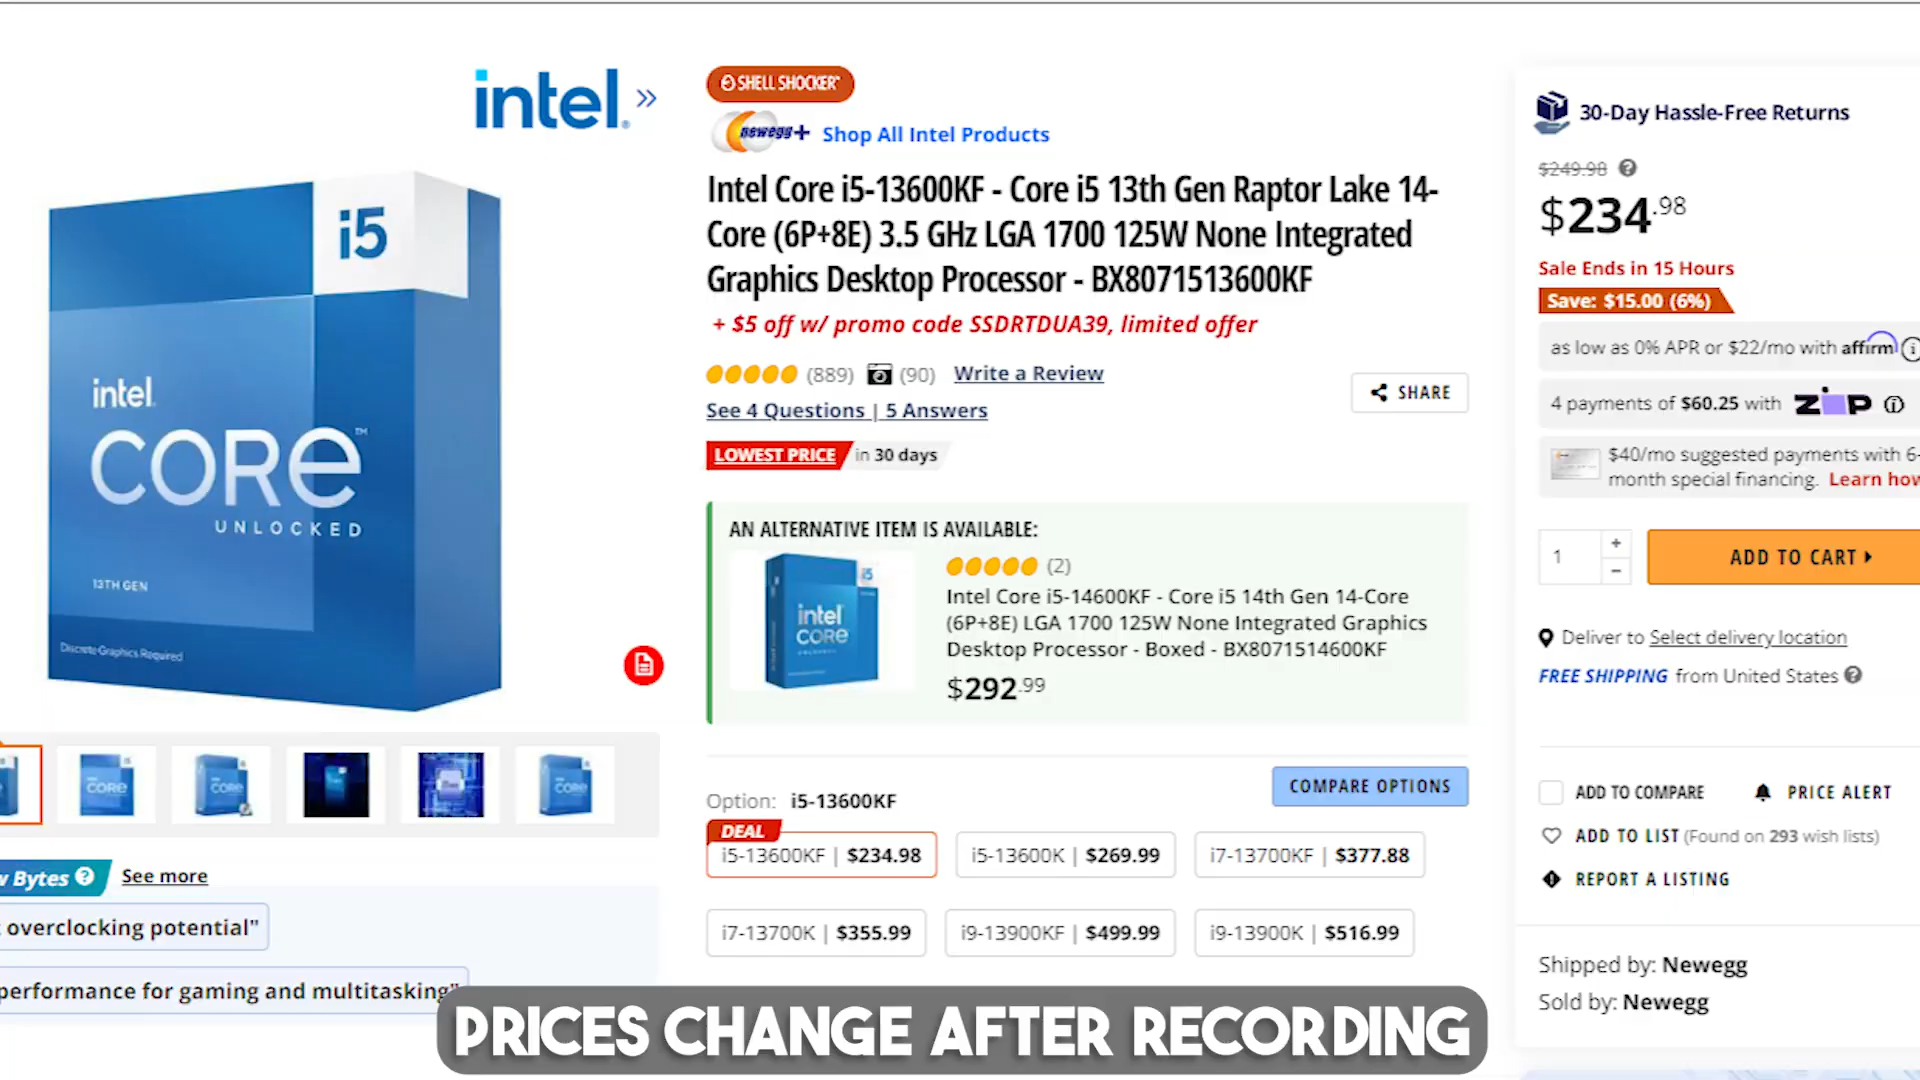 intel.
i5
intel.
CORE™
UNLOCKED
13TH GEN
Discrete Graphics Required
Bytes
See more
overclocking potential"
performance for gaming and multitasking"
SHELL SHOCKER™
newegg+ Shop All Intel Products
Intel Core i5-13600KF - Core i5 13th Gen Raptor Lake 14-
Core (6P+8E) 3.5 GHz LGA 1700 125W None Integrated
Graphics Desktop Processor - BX8071513600KF
+ $5 off w/ promo code SSDRTDUA39, limited offer
(889) (90) Write a Review
SHARE
See 4 Questions | 5 Answers
LOWEST PRICE in 30 days
AN ALTERNATIVE ITEM IS AVAILABLE:
i5
intel
CORE
(2)
Intel Core i5-14600KF - Core i5 14th Gen 14-Core
(6P+8E) LGA 1700 125W None Integrated Graphics
Desktop Processor - Boxed - BX8071514600KF
$292.99
COMPARE OPTIONS
Option: i5-13600KF
DEAL
i5-13600KF | $234.98
i5-13600K | $269.99
i7-13700KF | $377.88
i7-13700K | $355.99
i9-13900KF | $499.99
i9-13900K | $516.99
30-Day Hassle-Free Returns
$249.98
$234.98
Sale Ends in 15 Hours
Save: $15.00 (6%)
as low as 0% APR or $22/mo with affirm
4 payments of $60.25 with ZIP
$40/mo suggested payments with 6-
month special financing. Learn how
1
+
-
ADD TO CART
Deliver to Select delivery location
FREE SHIPPING from United States
ADD TO COMPARE
PRICE ALERT
ADD TO LIST (Found on 293 wish lists)
REPORT A LISTING
Shipped by: Newegg
Sold by: Newegg
PRICES CHANGE AFTER RECORDING